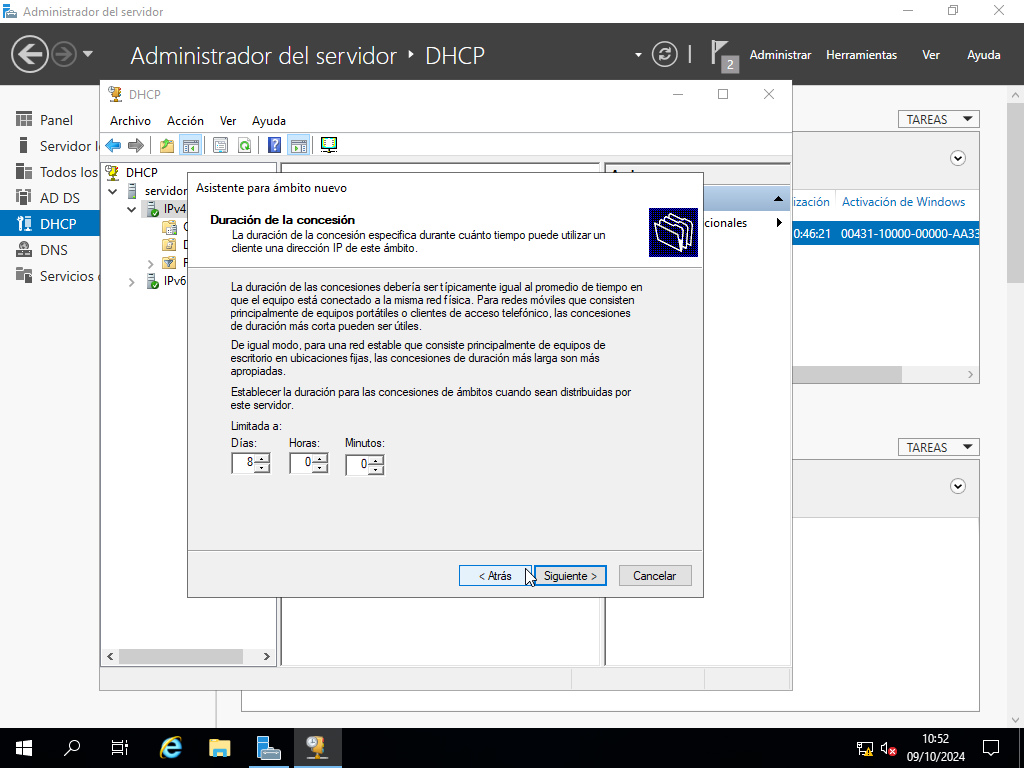 Administrador del servidor
Administrador del servidor • DHCP
2
Administrar
Herramientas
Ver
Ayuda
Panel
Servidor l
Todos los
AD DS
DHCP
DNS
Servicios
DHCP
Archivo
Acción
Ver
Ayuda
DHCP
servidor
IPv4
IPv6
Asistente para ámbito nuevo
Duración de la concesión
La duración de la concesión especifica durante cuánto tiempo puede utilizar un
cliente una dirección IP de este ámbito.
La duración de las concesiones debería ser típicamente igual al promedio de tiempo en
que el equipo está conectado a la misma red física. Para redes móviles que consisten
principalmente de equipos portátiles o clientes de acceso telefónico, las concesiones
de duración más corta pueden ser útiles.
De igual modo, para una red estable que consiste principalmente de equipos de
escritorio en ubicaciones fijas, las concesiones de duración más larga son más
apropiadas.
Establecer la duración para las concesiones de ámbitos cuando sean distribuidas por
este servidor.
Limitada a:
Días:
Horas:
Minutos:
8
0
0
< Atrás
Siguiente >
Cancelar
cionales
TAREAS
ización
Activación de Windows
0:46:21
00431-10000-00000-AA33
TAREAS
10:52
09/10/2024